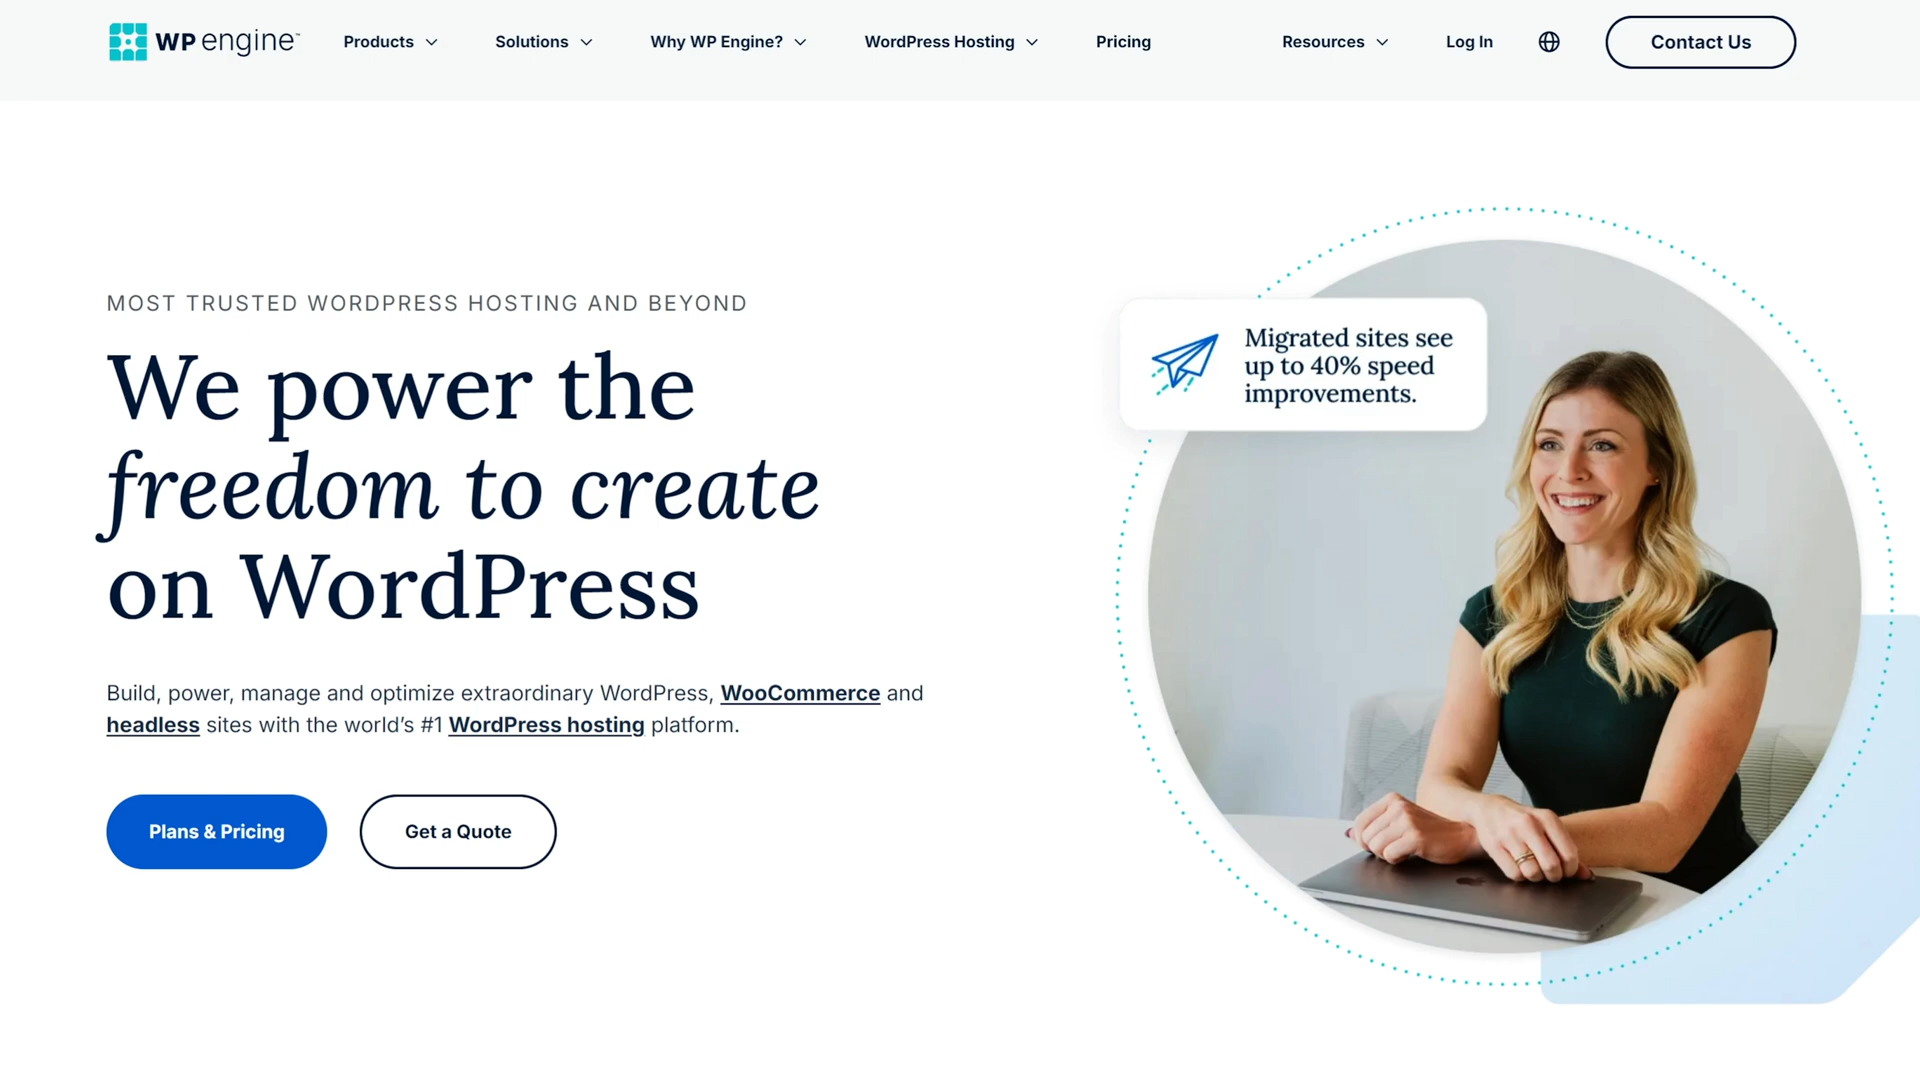 WP engine™
Products
Solutions
Why WP Engine?
WordPress Hosting
Pricing
Resources
Log In
Contact Us
MOST TRUSTED WORDPRESS HOSTING AND BEYOND
We power the
freedom to create
on WordPress
Build, power, manage and optimize extraordinary WordPress, WooCommerce and
headless sites with the world’s #1 WordPress hosting platform.
Plans & Pricing
Get a Quote
Migrated sites see
up to 40% speed
improvements.